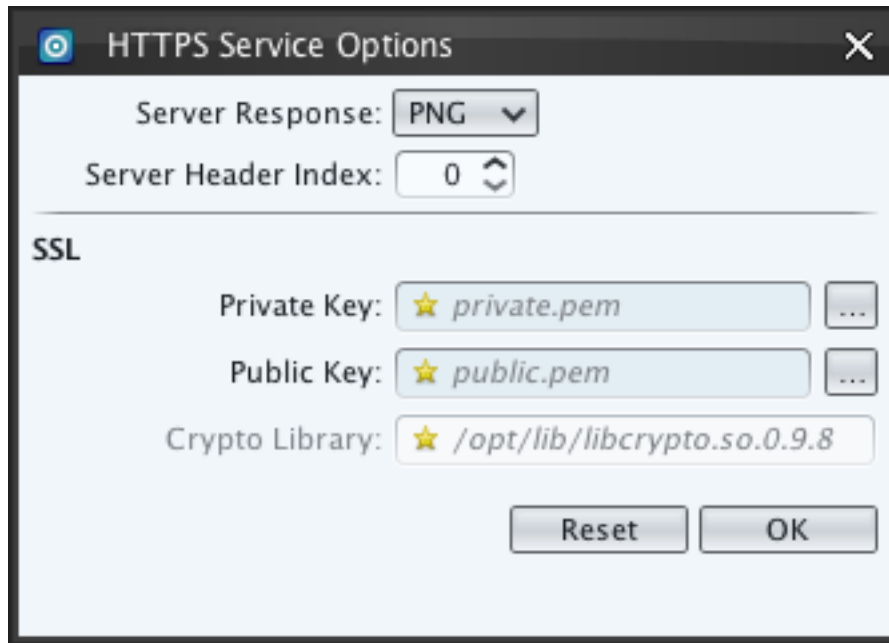 HTTPS Service Options
Server Response: PNG
Server Header Index: 0
SSL
Private Key: private.pem ...
Public Key: public.pem ...
Crypto Library: /opt/lib/libcrypto.so.0.9.8
Reset OK